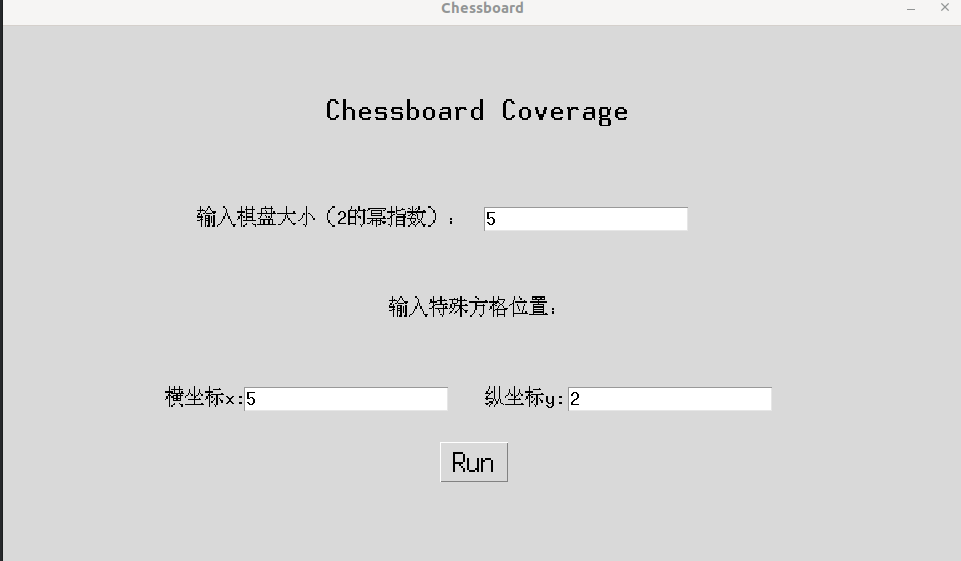 Chessboard
Chessboard Coverage
输入棋盘大小（2的幂指数）： 5
输入特殊方格位置：
横坐标x:5 纵坐标y:2
Run